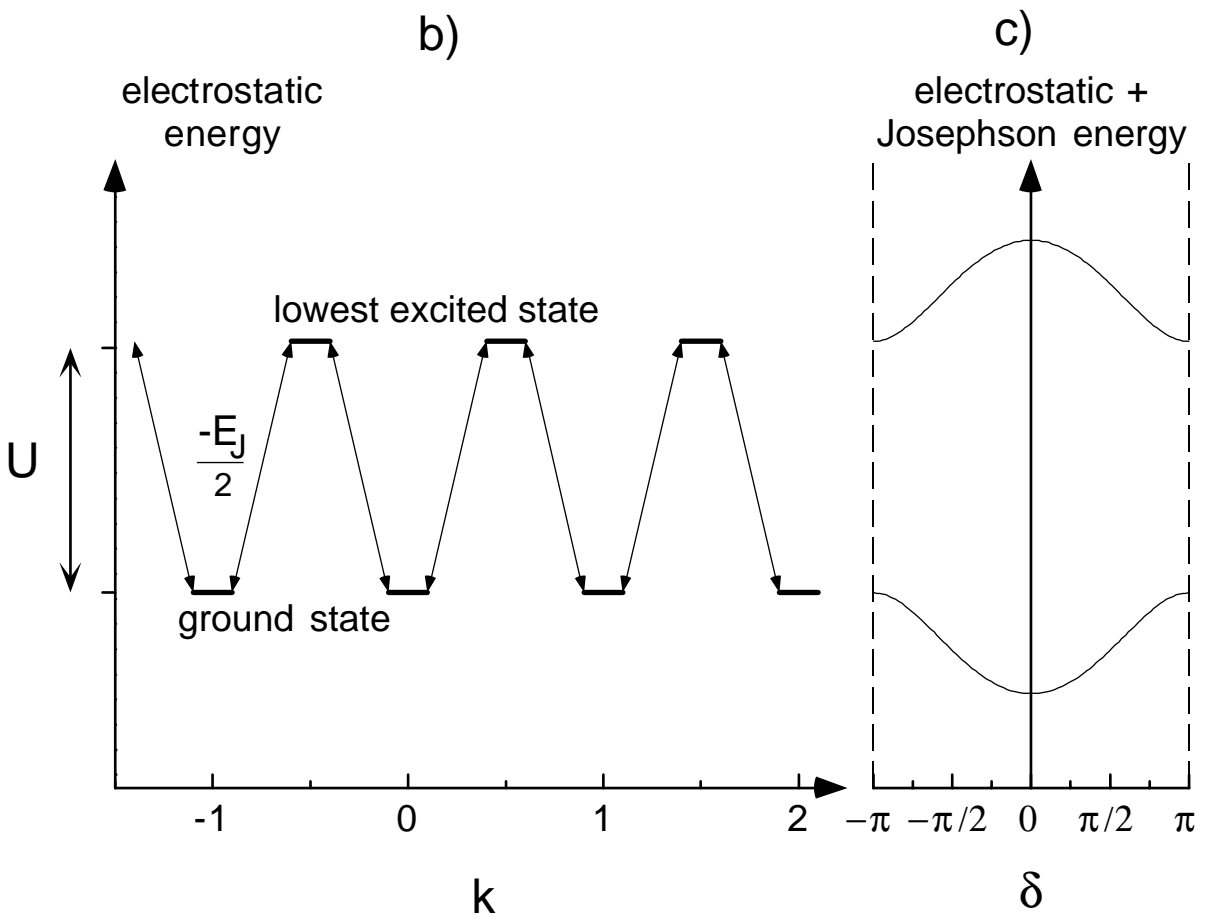 b)
electrostatic
energy
lowest excited state
U
-E_J
2
ground state
-1 0 1 2
k
c)
electrostatic +
Josephson energy
−π −π/2 0 π/2 π
δ